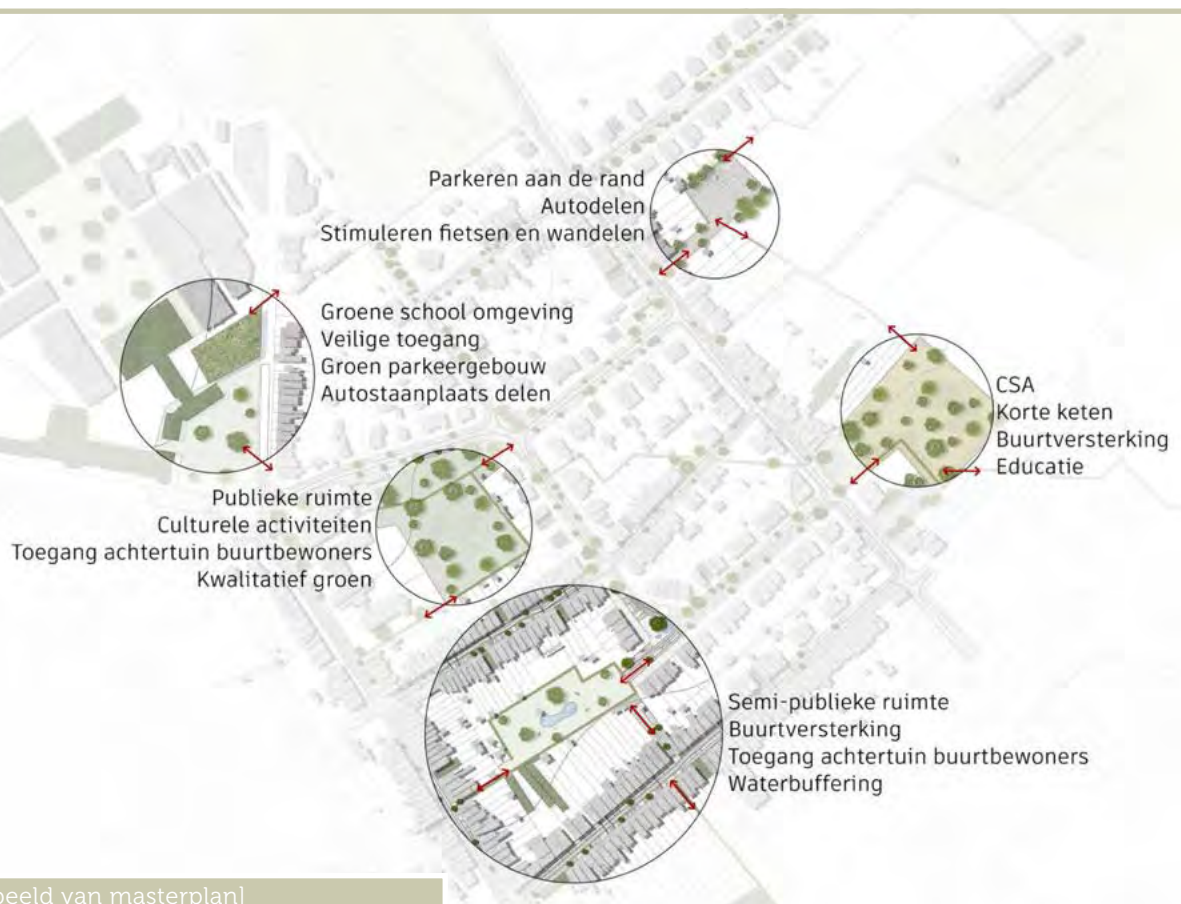 Parkeren aan de rand
Autodelen
Stimuleren fietsen en wandelen
Groene school omgeving
Veilige toegang
Groen parkeergebouw
Autostaanplaats delen
CSA
Korte keten
Buurtversterking
Educatie
Publieke ruimte
Culturele activiteiten
Toegang achtertuin buurtbewoners
Kwalitatief groen
Semi-publieke ruimte
Buurtversterking
Toegang achtertuin buurtbewoners
Waterbuffering
van masterplan]